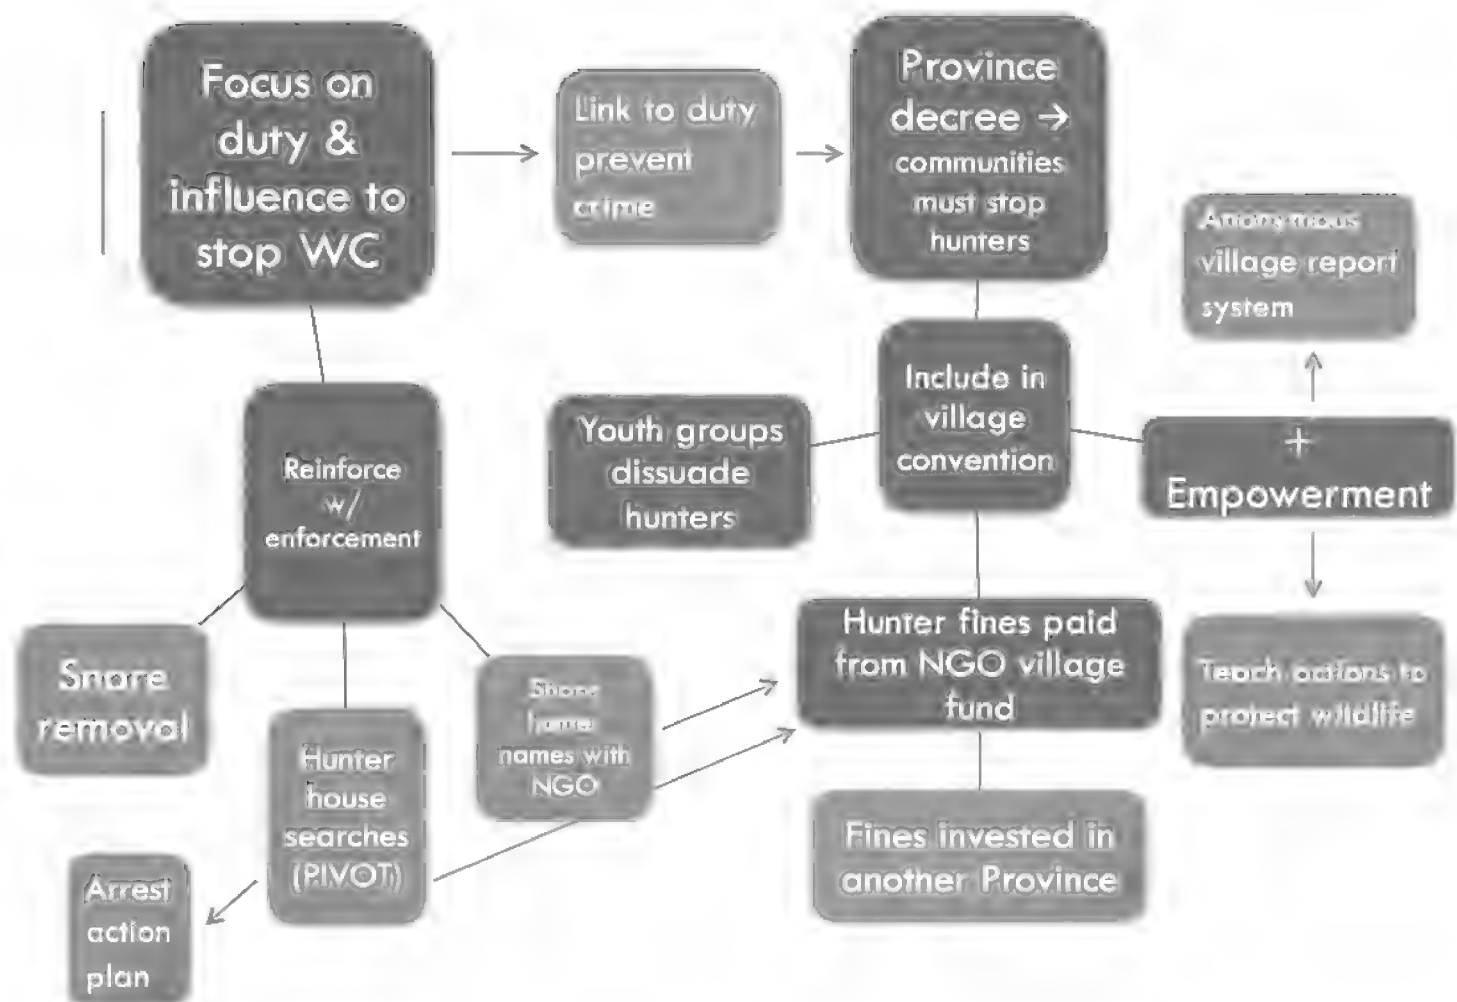 Focus on
duty &
influence to
stop WC
Link to duty
prevent
crime
Province
decree →
communities
must stop
hunters
Anonymous
village report
system
Include in
village
convention
Youth groups
dissuade
hunters
+
Empowerment
Reinforce
w/
enforcement
Hunter fines paid
from NGO village
fund
Teach actions to
protect wildlife
Snare
removal
Share
home
names with
NGO
Hunter
house
searches
(PIVOT)
Fines invested in
another Province
Arrest
action
plan